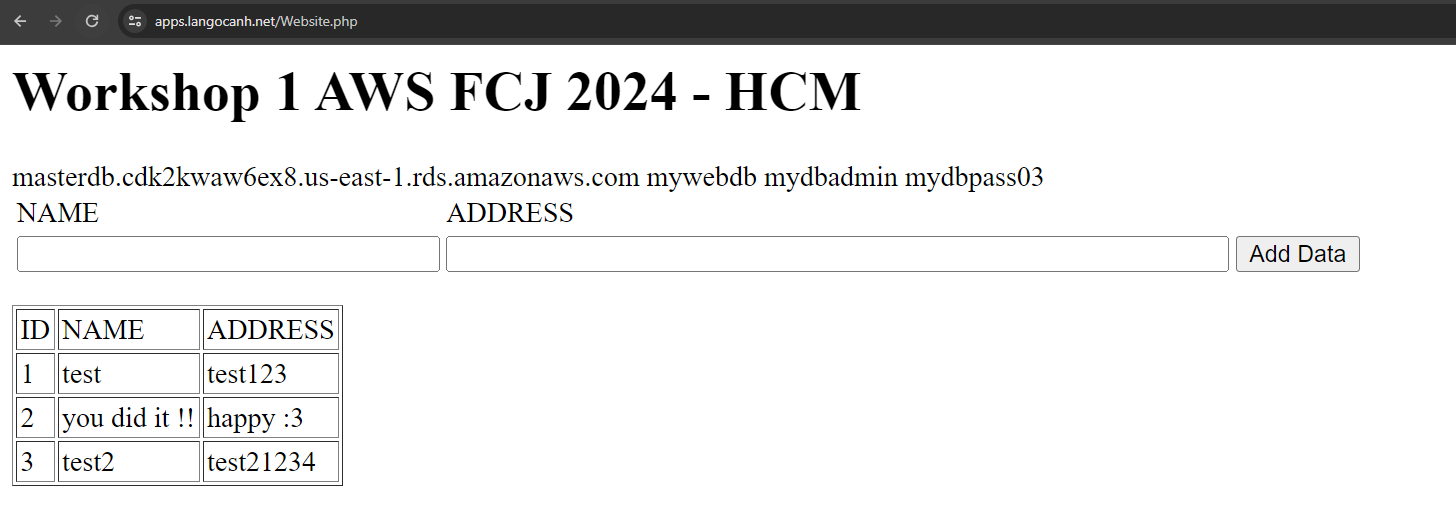 apps.langocanh.net/Website.php
Workshop 1 AWS FCJ 2024 - HCM
masterdb.cdk2kwaw6ex8.us-east-1.rds.amazonaws.com mywebdb mydbadmin mydbpass03
NAME ADDRESS
Add Data
ID NAME ADDRESS
1 test test123
2 you did it !! happy :3
3 test2 test21234